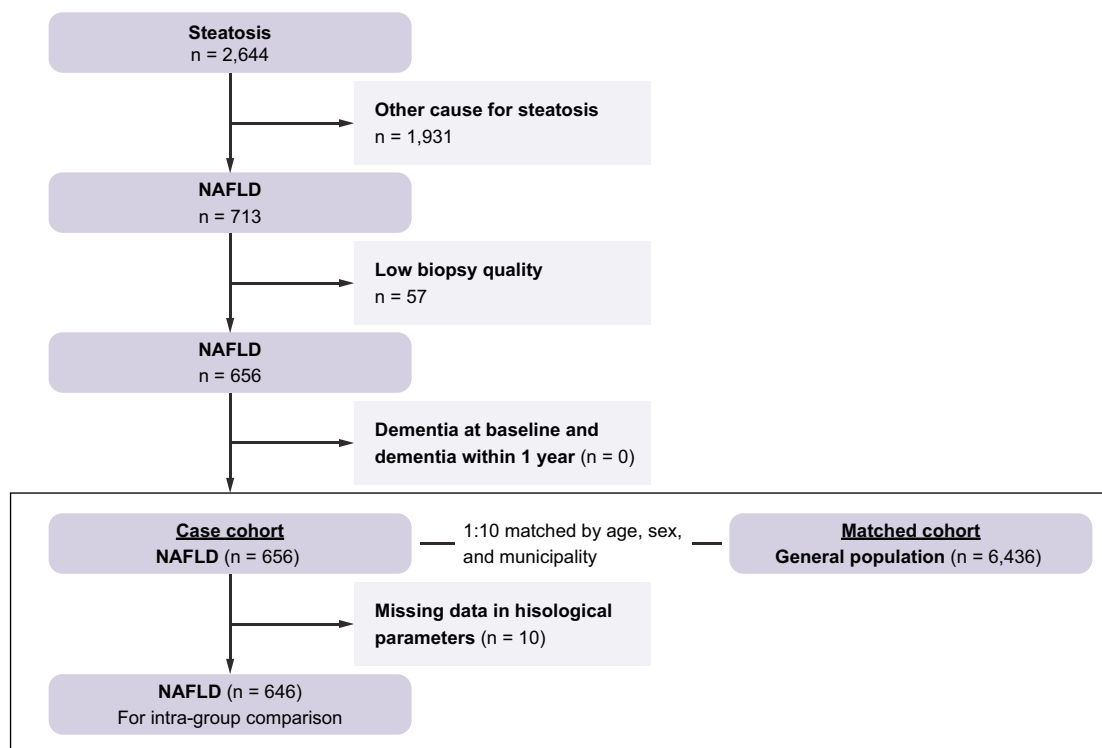 Steatosis
n = 2,644
Other cause for steatosis
n = 1,931
NAFLD
n = 713
Low biopsy quality
n = 57
NAFLD
n = 656
Dementia at baseline and
dementia within 1 year (n = 0)
Case cohort
NAFLD (n = 656)
1:10 matched by age, sex,
and municipality
Matched cohort
General population (n = 6,436)
Missing data in hisological
parameters (n = 10)
NAFLD (n = 646)
For intra-group comparison